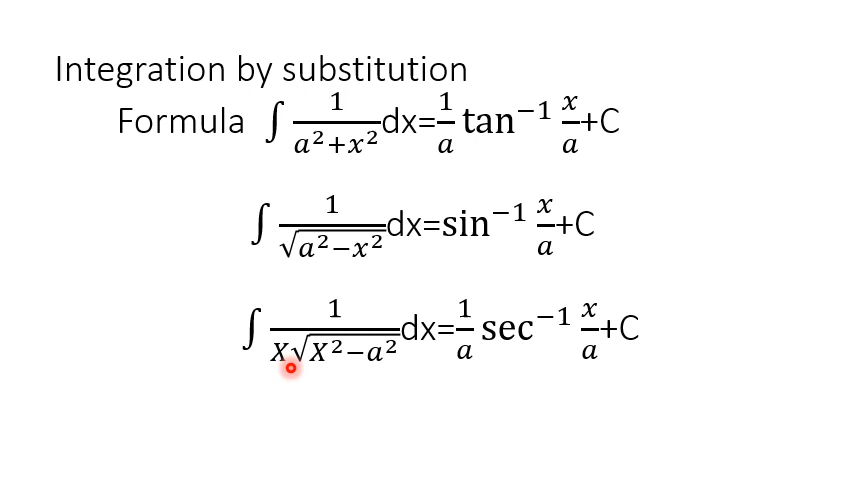 Integration by substitution
Formula ∫ 1/(a²+x²) dx=1/a tan⁻¹ x/a+C
∫ 1/√(a²−x²) dx=sin⁻¹ x/a+C
∫ 1/(X√(X²−a²)) dx=1/a sec⁻¹ x/a+C